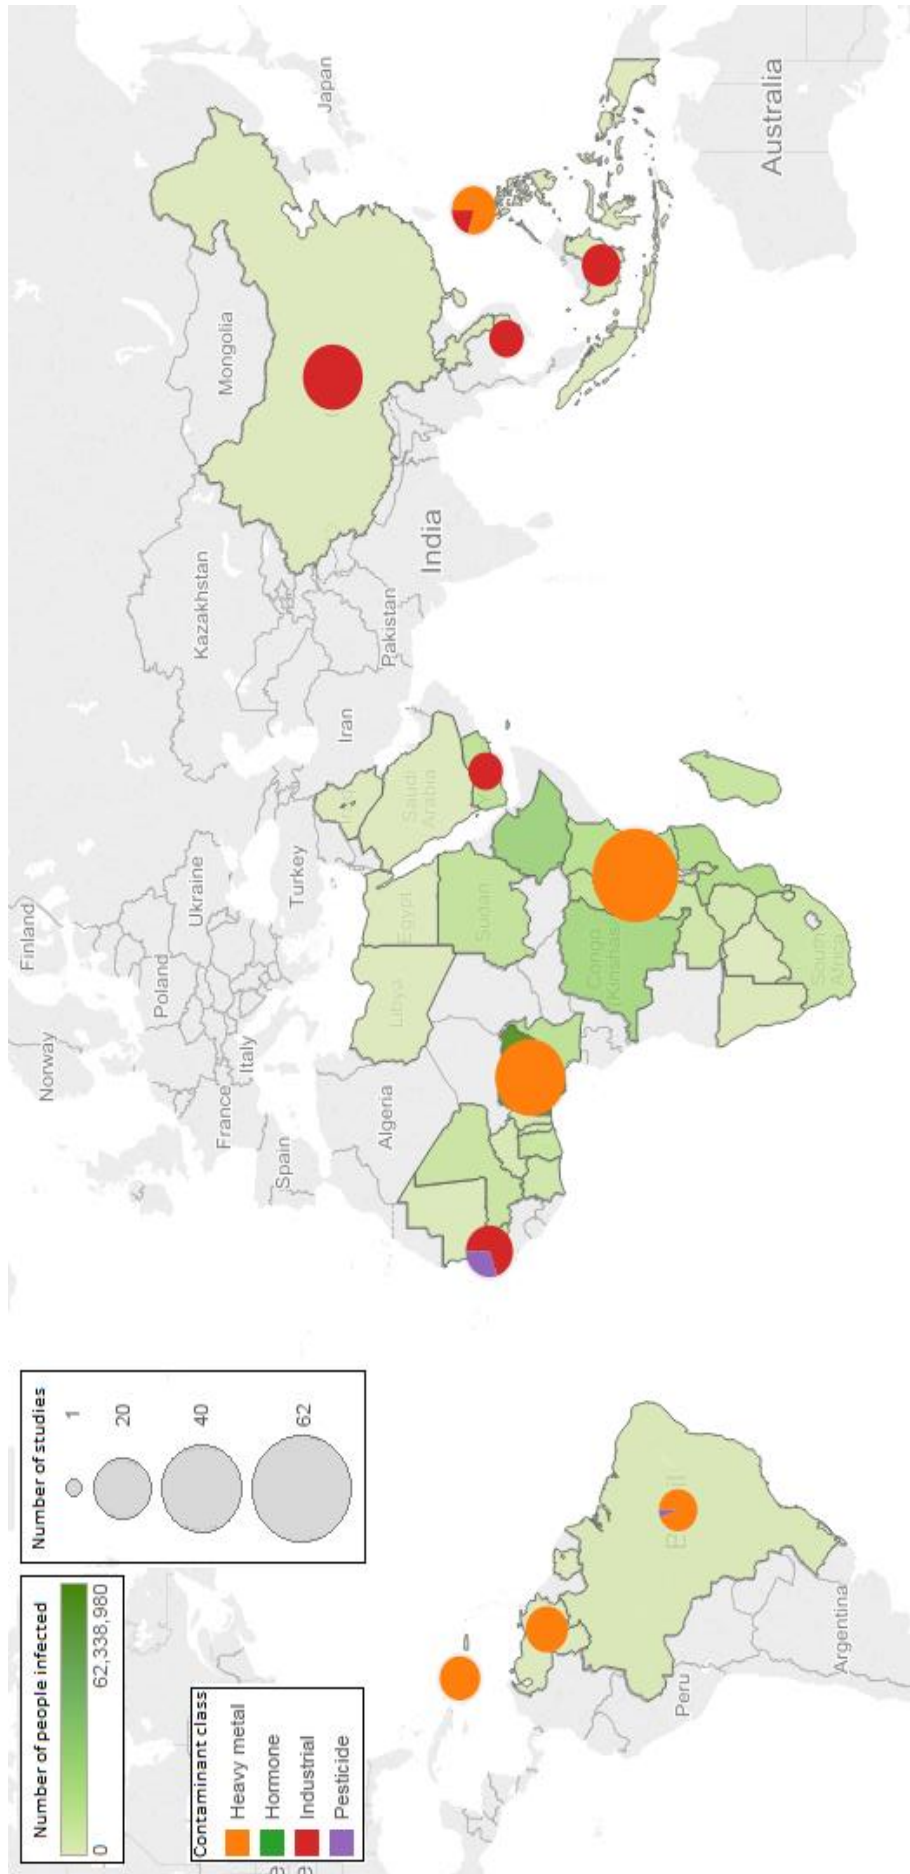 Number of people infected
0
62,338,980
Number of studies
1
20
40
62
Contaminant class
Heavy metal
Hormone
Industrial
Pesticide
Norway
Finland
Poland
Ukraine
France
Italy
Spain
Turkey
Kazakhstan
Mongolia
Japan
Iran
Pakistan
India
Algeria
Libya
Egypt
Saudi
Arabia
Sudan
Congo
(Kinshasa)
South
Africa
Peru
Argentina
Australia